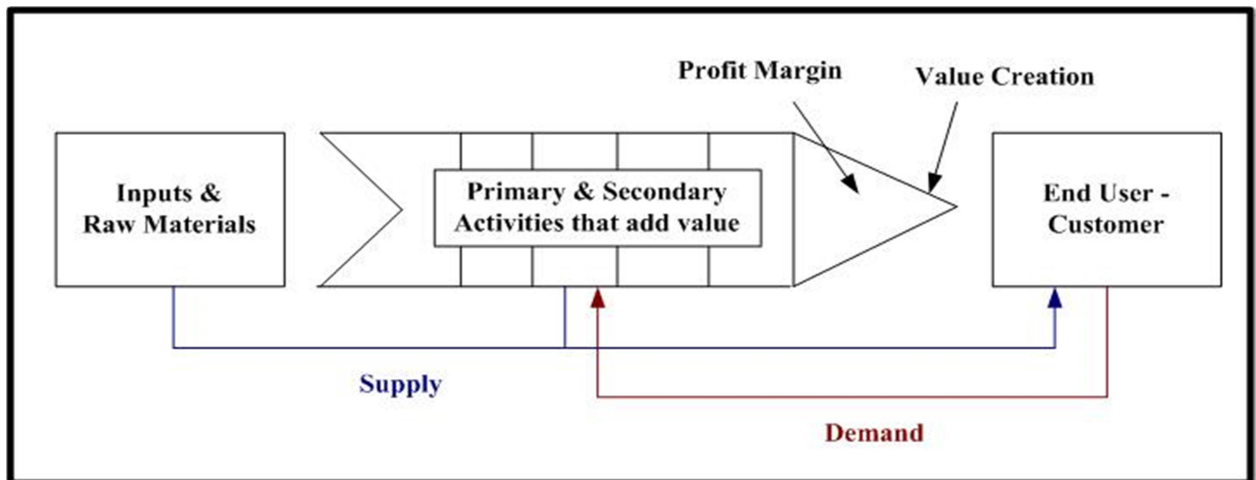 Profit Margin
Value Creation
Inputs &
Raw Materials
Primary & Secondary
Activities that add value
End User -
Customer
Supply
Demand